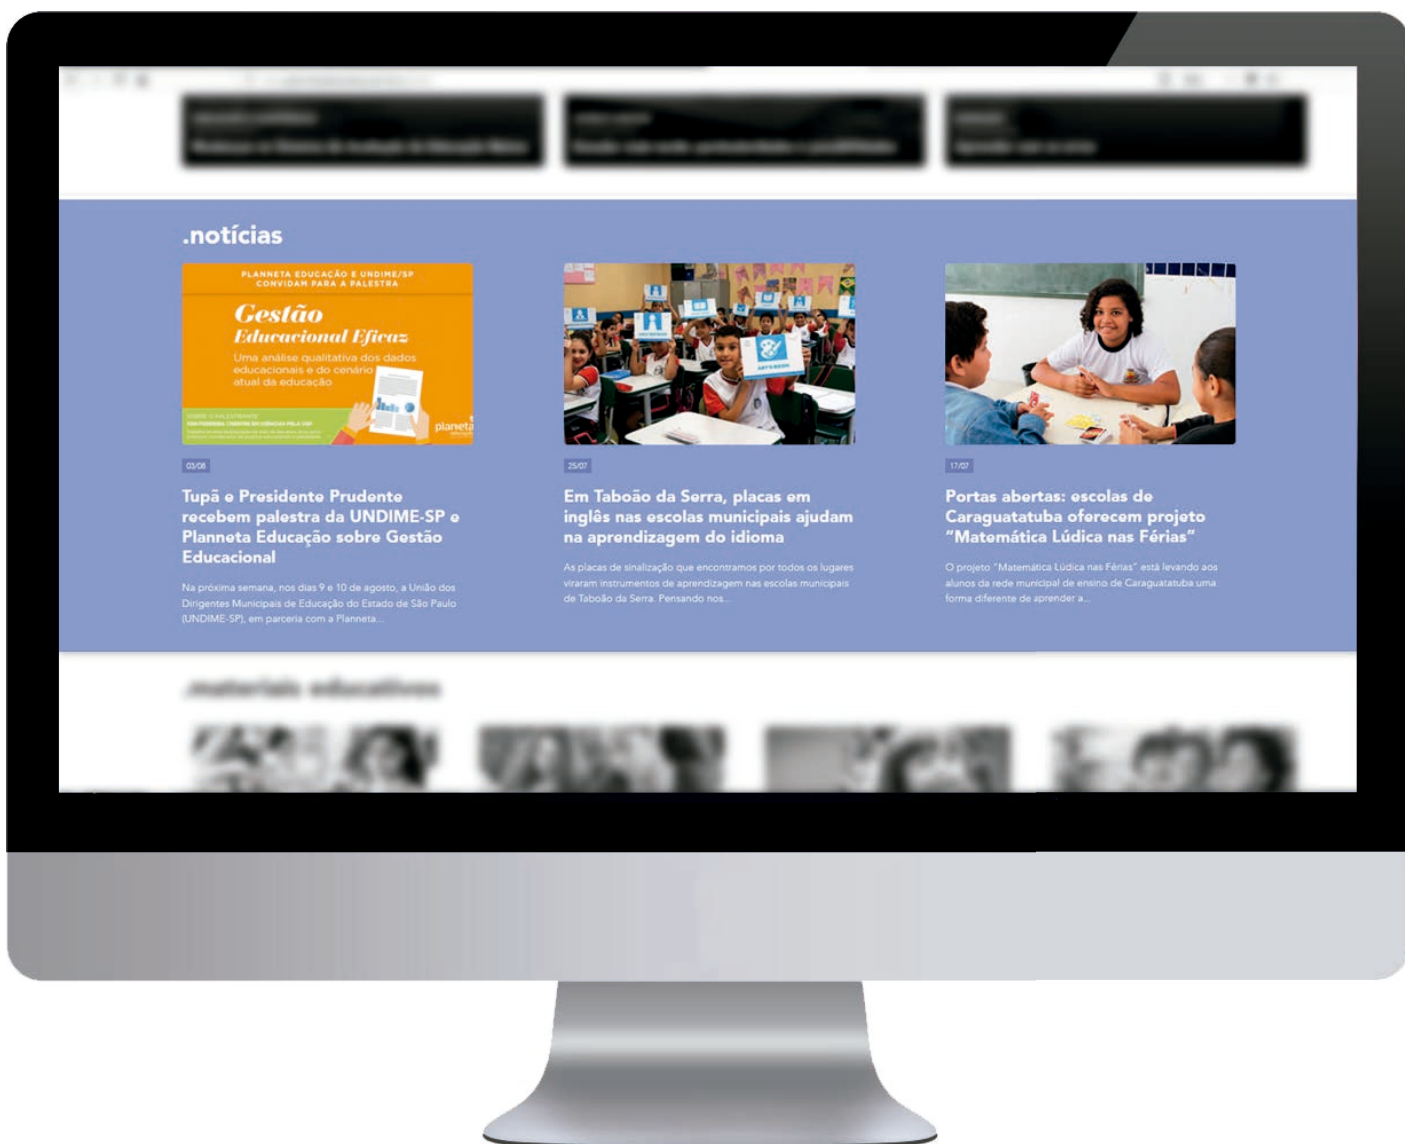 .notícias
PLANNETA EDUCAÇÃO E UNDIME/SP
CONVIDAM PARA A PALESTRA
Gestão
Educacional Eficaz
Uma análise qualitativa dos dados
educacionais e do cenário
atual da educação
SOBRE O PALESTRANTE
planeta
03/08
Tupã e Presidente Prudente
recebem palestra da UNDIME-SP e
Planneta Educação sobre Gestão
Educacional
Na próxima semana, nos dias 9 e 10 de agosto, a União dos
Dirigentes Municipais de Educação do Estado de São Paulo
(UNDIME-SP), em parceria com a Planneta...
25/07
Em Taboão da Serra, placas em
inglês nas escolas municipais ajudam
na aprendizagem do idioma
As placas de sinalização que encontramos por todos os lugares
viraram instrumentos de aprendizagem nas escolas municipais
de Taboão da Serra. Pensando nos...
17/07
Portas abertas: escolas de
Caraguatatuba oferecem projeto
"Matemática Lúdica nas Férias"
O projeto "Matemática Lúdica nas Férias" está levando aos
alunos da rede municipal de ensino de Caraguatatuba uma
forma diferente de aprender a...
.materiais educativos